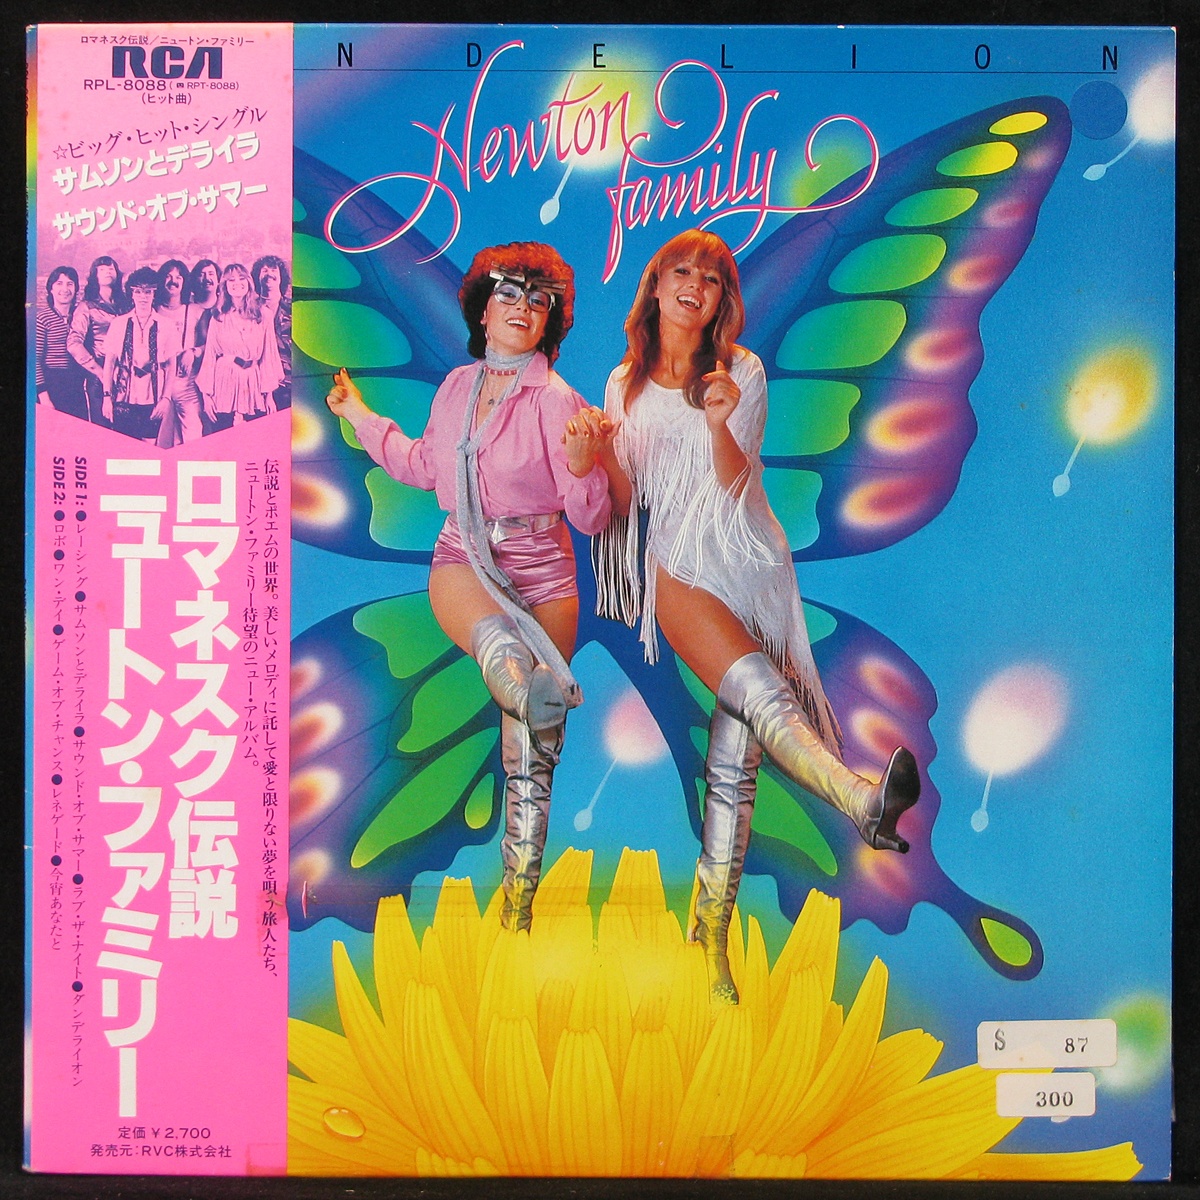 ロマネスク伝説/ニュートン・ファミリー
RCA
RPL-8088(㊃RPT-8088)
(ヒット曲)
☆ビッグ・ヒット・シングル
サムソンとデライラ
サウンド・オブ・サマー
伝説とポエムの世界。美しいメロディに託して愛と限りない夢を唄う旅人たち、
ニュートン・ファミリー待望のニュー・アルバム。
ロマネスク伝説
ニュートン・ファミリー
SIDE 1:●レーシング●サムソンとデライラ●サウンド・オブ・サマー●ラブ・ザ・ナイト●ダンデライオン
SIDE 2:●ロボ●ワン・デイ●ゲーム・オブ・チャンス●レネゲード●今宵あなたと
定価¥2,700
発売元:RVC株式会社
NDELION
Newton
family
S 87
300